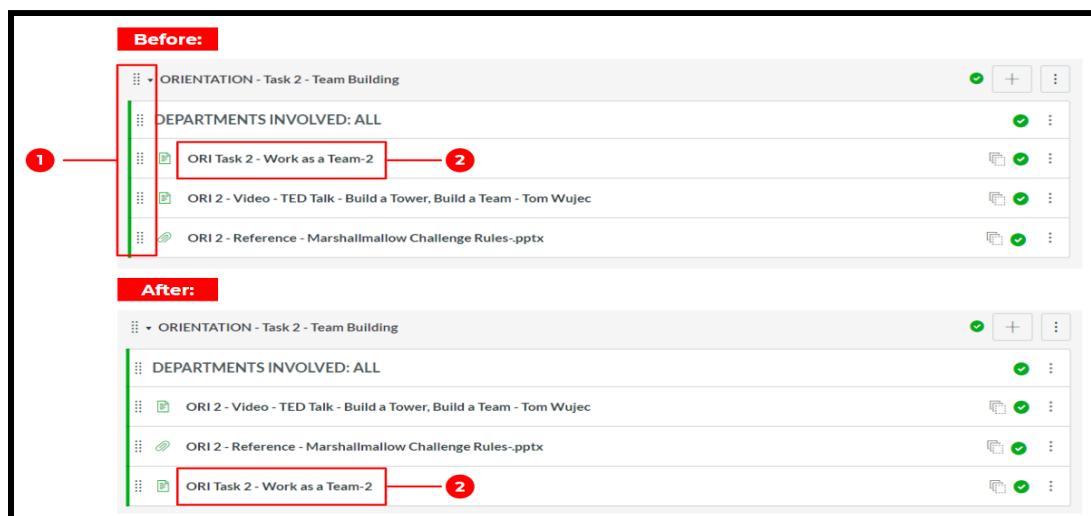 Before:
ORIENTATION - Task 2 - Team Building
DEPARTMENTS INVOLVED: ALL
1
ORI Task 2 - Work as a Team-2
2
ORI 2 - Video - TED Talk - Build a Tower, Build a Team - Tom Wujec
ORI 2 - Reference - Marshallmallow Challenge Rules-.pptx
After:
ORIENTATION - Task 2 - Team Building
DEPARTMENTS INVOLVED: ALL
ORI 2 - Video - TED Talk - Build a Tower, Build a Team - Tom Wujec
ORI 2 - Reference - Marshallmallow Challenge Rules-.pptx
ORI Task 2 - Work as a Team-2
2